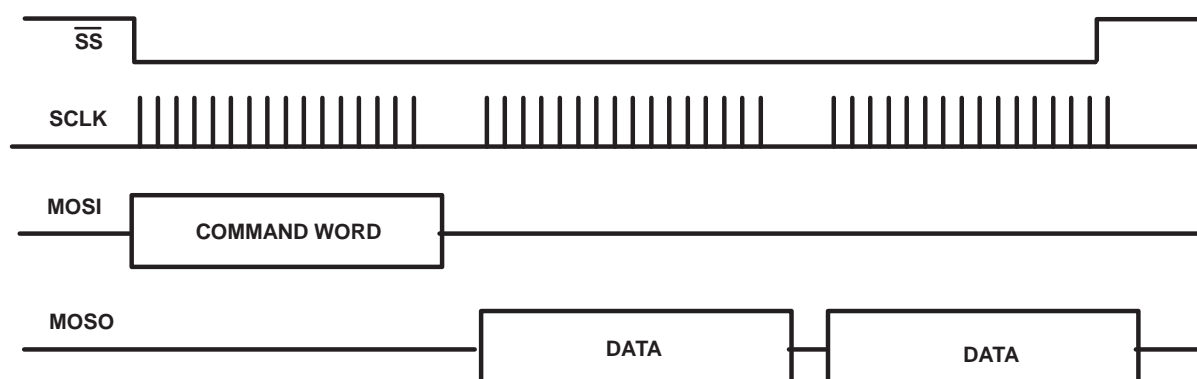 SS
SCLK
MOSI
COMMAND WORD
MOSO
DATA
DATA